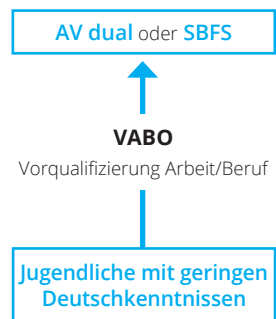 AV dual oder SBFS
VABO
Vorqualifizierung Arbeit/Beruf
Jugendliche mit geringen
Deutschkenntnissen